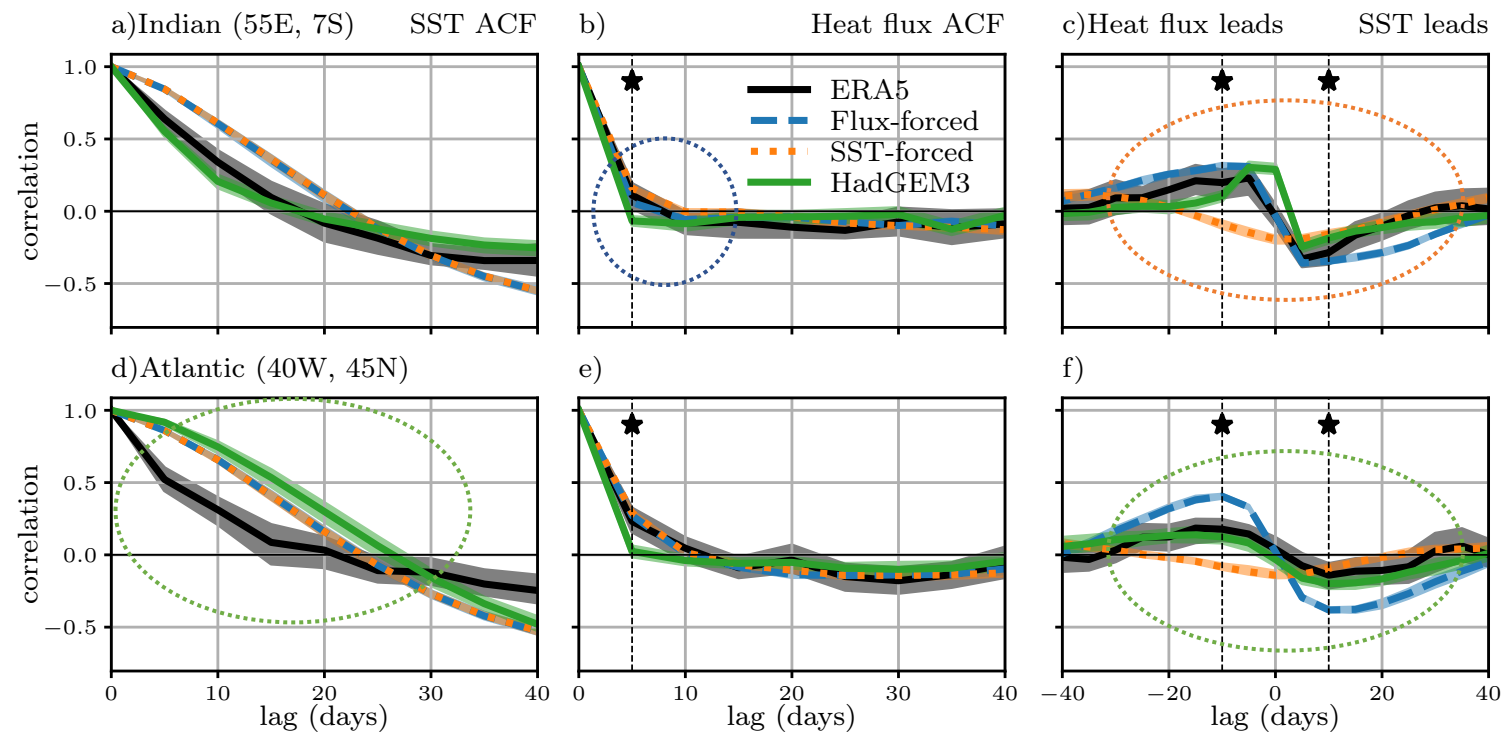 a)Indian (55E, 7S) SST ACF
b) Heat flux ACF
c)Heat flux leads SST leads
1.0
0.5
0.0
−0.5
correlation
ERA5
Flux-forced
SST-forced
HadGEM3
d)Atlantic (40W, 45N)
e)
f)
1.0
0.5
0.0
−0.5
correlation
0 10 20 30 40
lag (days)
0 10 20 30 40
lag (days)
−40 −20 0 20 40
lag (days)